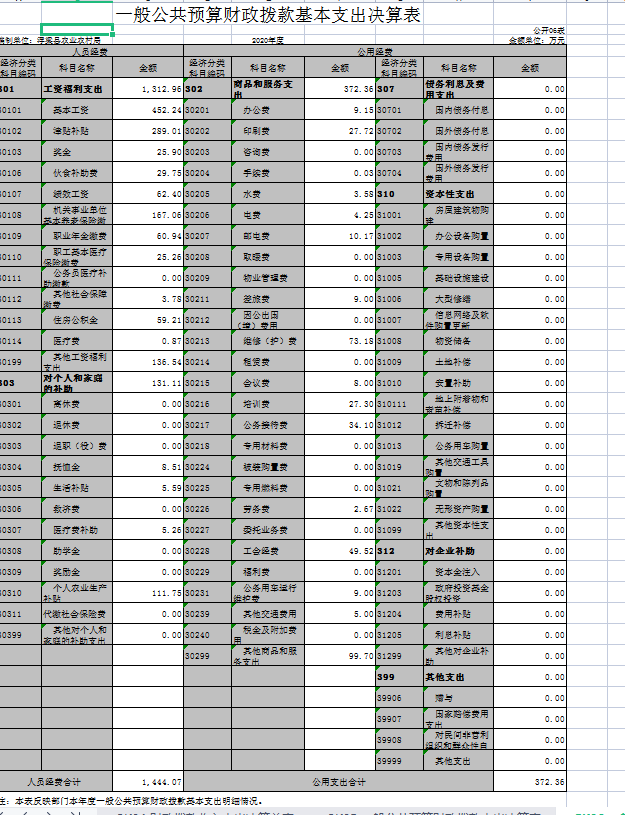 一般公共预算财政拨款基本支出决算表
公开06表
编制单位：浮梁县农业农村局 2020年度 金额单位：万元
人员经费 公用经费
经济分类科目编码 科目名称 金额 经济分类科目编码 科目名称 金额 经济分类科目编码 科目名称 金额
301 工资福利支出 1,312.96 302 商品和服务支出 372.36 307 债务利息及费用支出 0.00
30101 基本工资 452.24 30201 办公费 9.15 30701 国内债务付息 0.00
30102 津贴补贴 289.01 30202 印刷费 27.72 30702 国外债务付息 0.00
30103 奖金 25.90 30203 咨询费 0.00 30703 国内债务发行费用 0.00
30106 伙食补助费 29.75 30204 手续费 0.03 30704 国外债务发行费用 0.00
30107 绩效工资 62.40 30205 水费 3.58 310 资本性支出 0.00
30108 机关事业单位基本养老保险缴 167.06 30206 电费 4.25 31001 房屋建筑物购建 0.00
30109 职业年金缴费 60.94 30207 邮电费 10.17 31002 办公设备购置 0.00
30110 职工基本医疗保险缴费 25.26 30208 取暖费 0.00 31003 专用设备购置 0.00
30111 公务员医疗补助缴款 0.00 30209 物业管理费 0.00 31005 基础设施建设 0.00
30112 其他社会保障缴费 3.78 30211 差旅费 9.00 31006 大型修缮 0.00
30113 住房公积金 59.21 30212 因公出国（境）费用 0.00 31007 信息网络及软件购置更新 0.00
30114 医疗费 0.87 30213 维修（护）费 73.18 31008 物资储备 0.00
30199 其他工资福利支出 136.54 30214 租赁费 0.00 31009 土地补偿 0.00
303 对个人和家庭的补助 131.11 30215 会议费 8.00 31010 安置补助 0.00
30301 离休费 0.00 30216 培训费 27.30 310111 地上附着物和青苗补偿 0.00
30302 退休费 0.00 30217 公务接待费 34.10 31012 拆迁补偿 0.00
30303 退职（役）费 0.00 30218 专用材料费 0.00 31013 公务用车购置 0.00
30304 抚恤金 8.51 30224 被装购置费 0.00 31019 其他交通工具购置 0.00
30305 生活补贴 5.59 30225 专用燃料费 0.00 31021 文物和陈列品购置 0.00
30306 救济费 0.00 30226 劳务费 2.67 31022 无形资产购置 0.00
30307 医疗费补助 5.26 30227 委托业务费 0.00 31099 其他资本性支出 0.00
30308 助学金 0.00 30228 工会经费 49.52 312 对企业补助 0.00
30309 奖励金 0.00 30229 福利费 0.00 31201 资本金注入 0.00
30310 个人农业生产补贴 111.75 30231 公务用车运行维护费 9.00 31203 政府投资基金股权投资 0.00
30311 代缴社会保险费 0.00 30239 其他交通费用 5.00 31204 费用补贴 0.00
30399 其他对个人和家庭的补助支出 0.00 30240 税金及附加费用 0.00 31205 利息补贴 0.00
30299 其他商品和服务支出 99.70 31299 其他对企业补助 0.00
399 其他支出 0.00
39906 赠与 0.00
39907 国家赔偿费用支出 0.00
39908 对民间非营利组织和群众性自 0.00
39999 其他支出 0.00
人员经费合计 1,444.07 公用支出合计 372.36
注：本表反映部门本年度一般公共预算财政拨款基本支出明细情况。